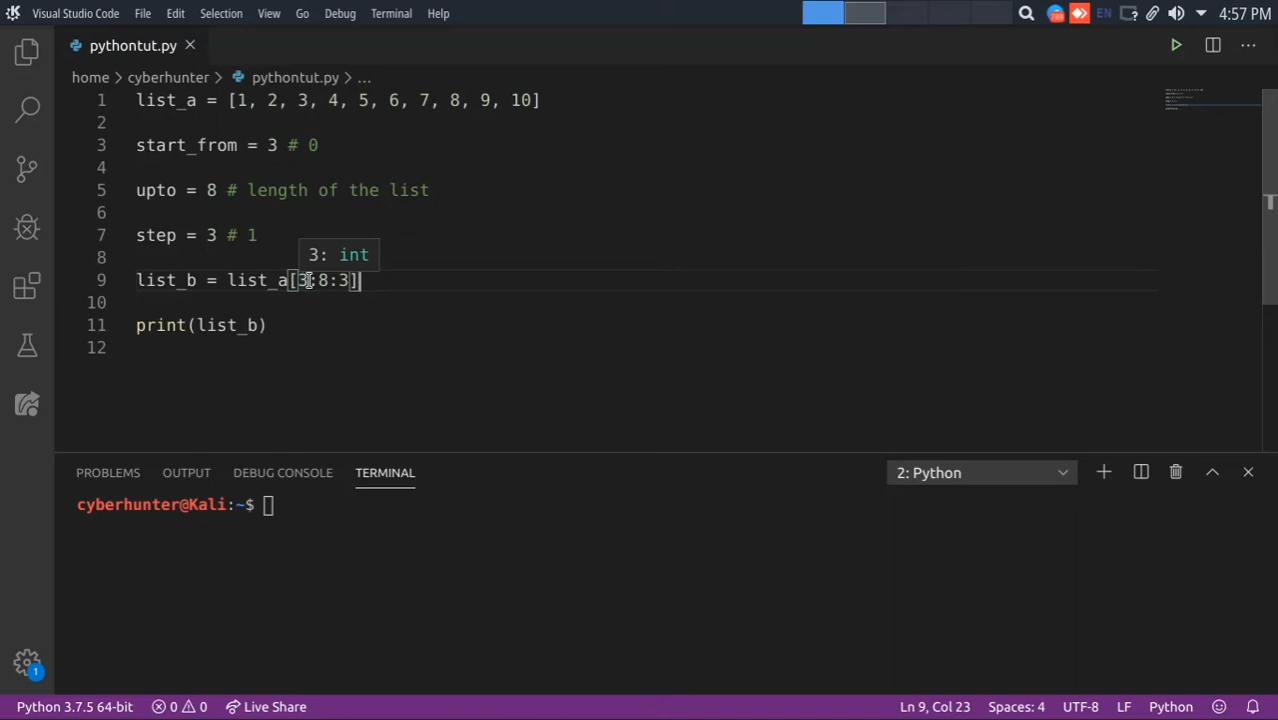 Visual Studio Code File Edit Selection View Go Debug Terminal Help EN 4:57 PM
pythontut.py
home > cyberhunter > pythontut.py > ...
1 list_a = [1, 2, 3, 4, 5, 6, 7, 8, 9, 10]
2
3 start_from = 3 # 0
4
5 upto = 8 # length of the list
6
7 step = 3 # 1
3: int
8
9 list_b = list_a[3:8:3]
10
11 print(list_b)
12
PROBLEMS OUTPUT DEBUG CONSOLE TERMINAL 2: Python
cyberhunter@Kali:~$
1
Python 3.7.5 64-bit 0 0 Live Share Ln 9, Col 23 Spaces: 4 UTF-8 LF Python